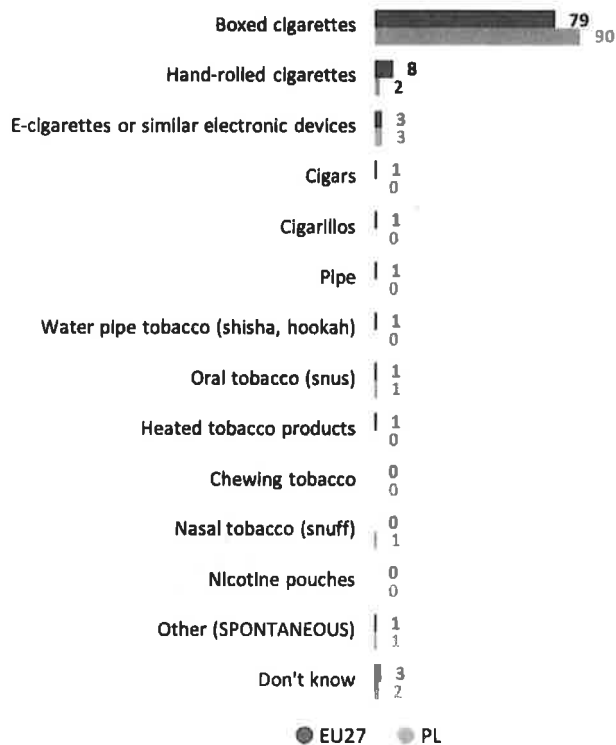 Boxed cigarettes
79
90
Hand-rolled cigarettes
8
2
E-cigarettes or similar electronic devices
3
3
Cigars
1
0
Cigarillos
1
0
Pipe
1
0
Water pipe tobacco (shisha, hookah)
1
0
Oral tobacco (snus)
1
1
Heated tobacco products
1
0
Chewing tobacco
0
0
Nasal tobacco (snuff)
0
1
Nicotine pouches
0
0
Other (SPONTANEOUS)
1
1
Don't know
3
2
EU27 PL